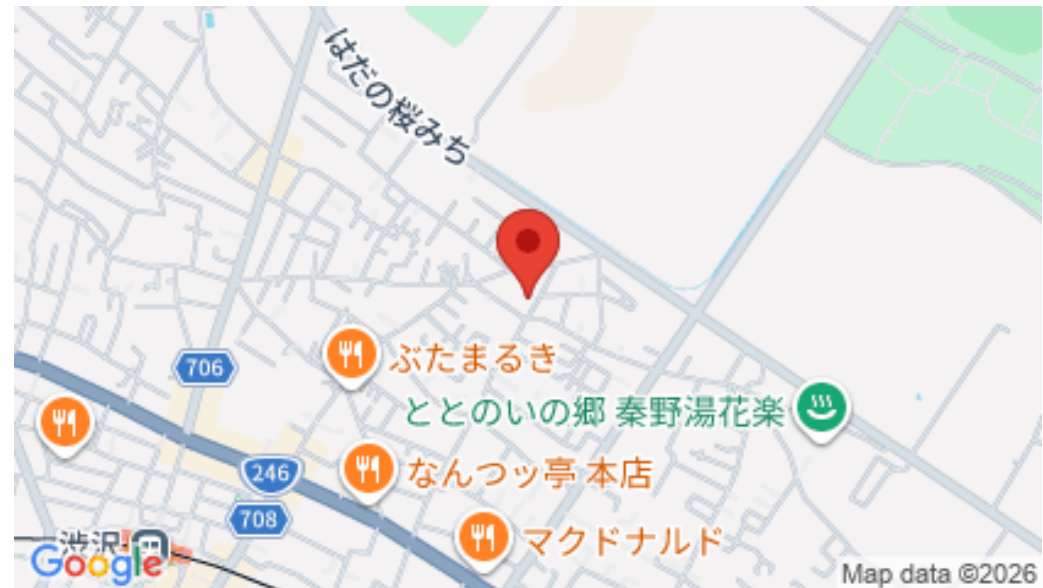 はだの桜みち
706
ぶたまるき
ととのいの郷 秦野湯花楽
246
なんつッ亭 本店
708
マクドナルド
渋沢
Google
Map data ©2026